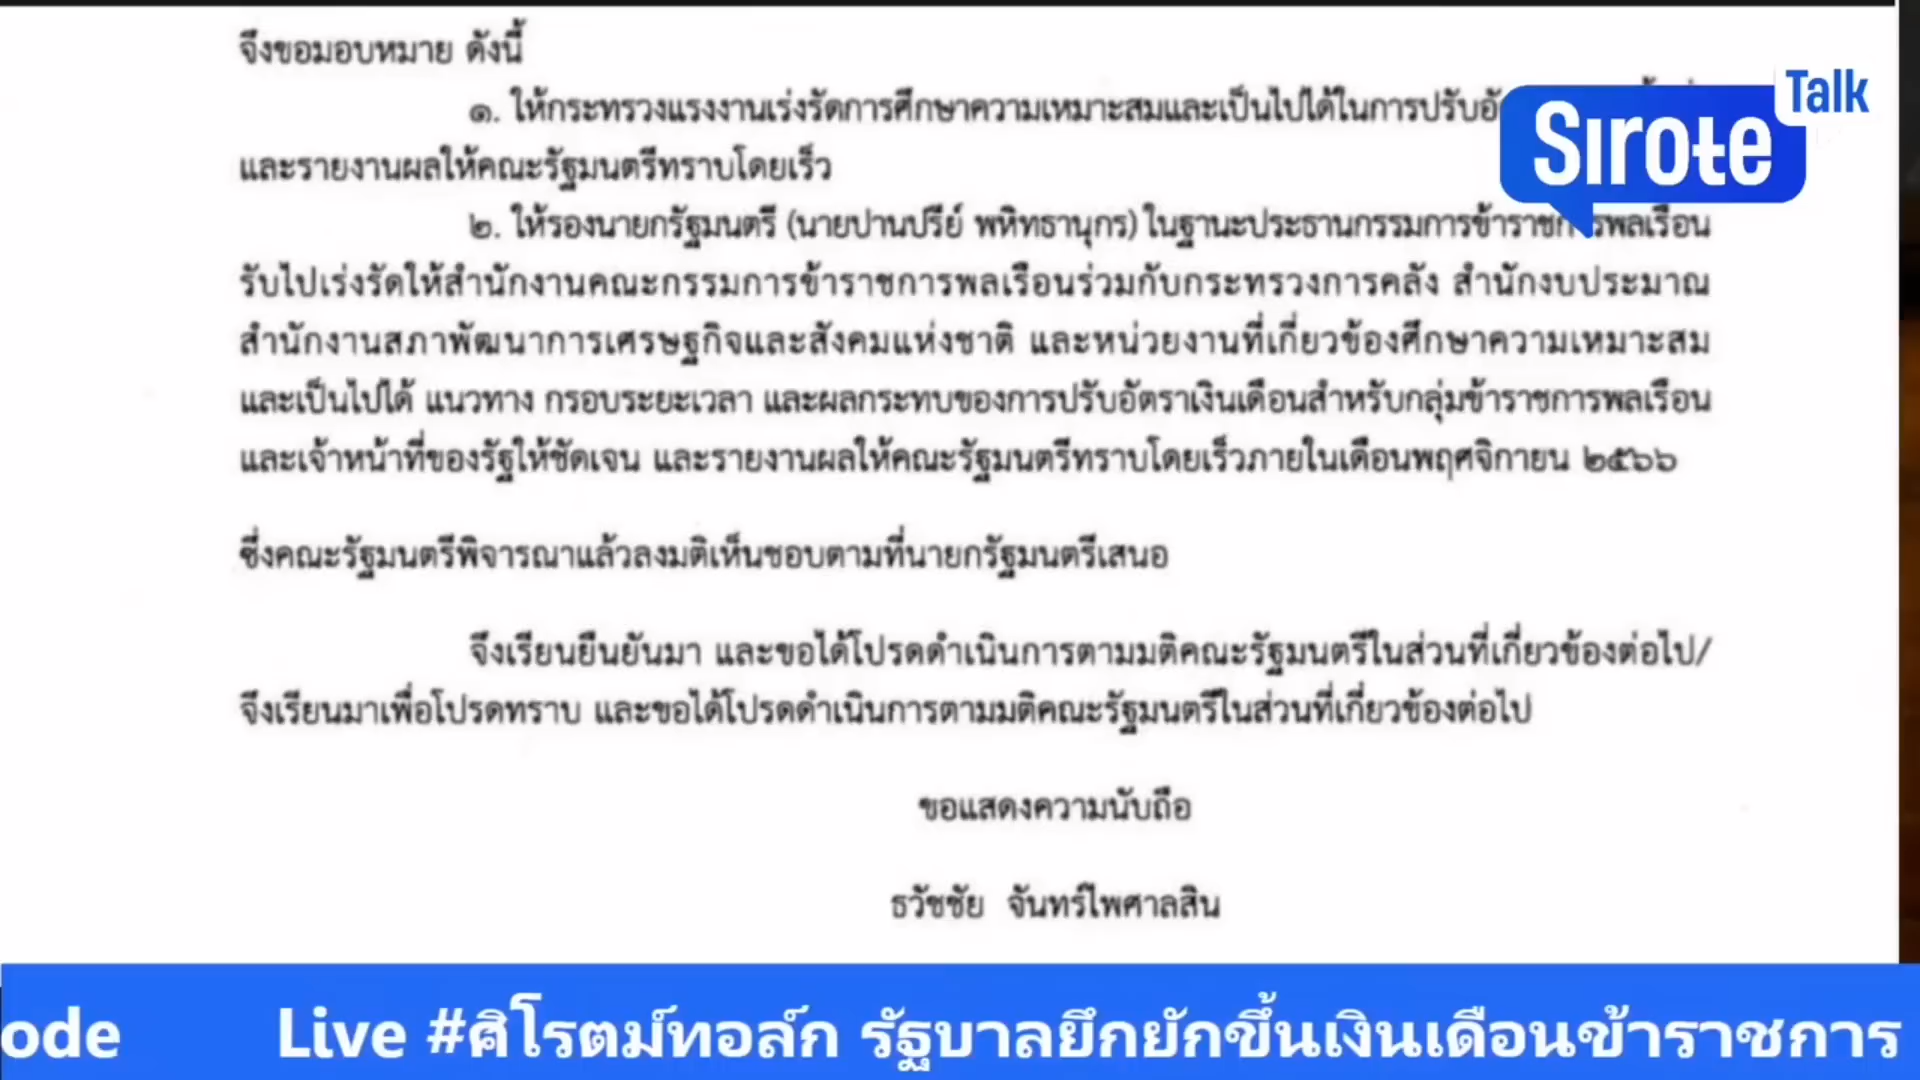 จึงขอมอบหมาย ดังนี้
๑. ให้กระทรวงแรงงานเร่งรัดการศึกษาความเหมาะสมและเป็นไปได้ในการปรับ
และรายงานผลให้คณะรัฐมนตรีทราบโดยเร็ว
Sirote Talk
๒. ให้รองนายกรัฐมนตรี (นายปานปรีย์ พหิทธานุกร) ในฐานะประธานกรรมการข้าราชการพลเรือน
รับไปเร่งรัดให้สำนักงานคณะกรรมการข้าราชการพลเรือนร่วมกับกระทรวงการคลัง สำนักงบประมาณ
สำนักงานสภาพัฒนาการเศรษฐกิจและสังคมแห่งชาติ และหน่วยงานที่เกี่ยวข้องศึกษาความเหมาะสม
และเป็นไปได้ แนวทาง กรอบระยะเวลา และผลกระทบของการปรับอัตราเงินเดือนสำหรับกลุ่มข้าราชการพลเรือน
และเจ้าหน้าที่ของรัฐให้ชัดเจน และรายงานผลให้คณะรัฐมนตรีทราบโดยเร็วภายในเดือนพฤศจิกายน ๒๕๖๖
ซึ่งคณะรัฐมนตรีพิจารณาแล้วลงมติเห็นชอบตามที่นายกรัฐมนตรีเสนอ
จึงเรียนยืนยันมา และขอได้โปรดดำเนินการตามมติคณะรัฐมนตรีในส่วนที่เกี่ยวข้องต่อไป/
จึงเรียนมาเพื่อโปรดทราบ และขอได้โปรดดำเนินการตามมติคณะรัฐมนตรีในส่วนที่เกี่ยวข้องต่อไป
ขอแสดงความนับถือ
ธวัชชัย จันทร์ไพศาลสิน
ode Live #ศิโรตม์ทอล์ก รัฐบาลยึกยักขึ้นเงินเดือนข้าราชการ